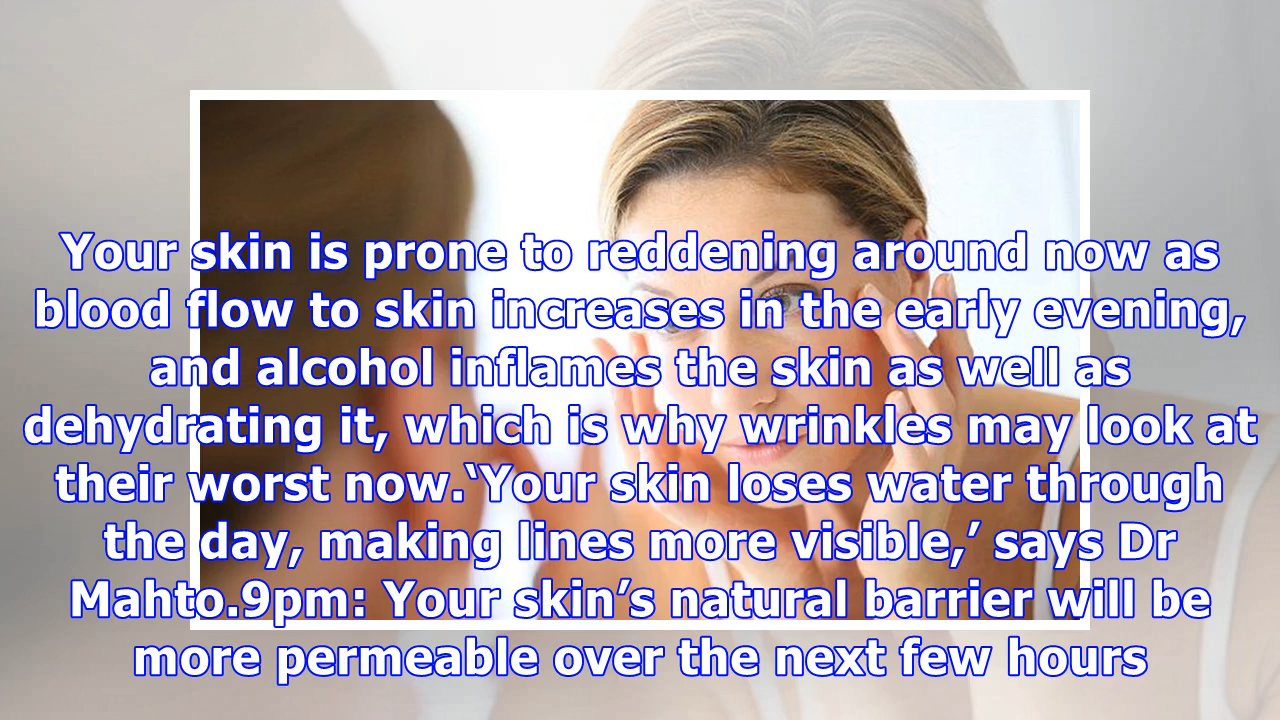 Your skin is prone to reddening around now as
blood flow to skin increases in the early evening,
and alcohol inflames the skin as well as
dehydrating it, which is why wrinkles may look at
their worst now.‘Your skin loses water through
the day, making lines more visible,’ says Dr
Mahto.9pm: Your skin’s natural barrier will be
more permeable over the next few hours